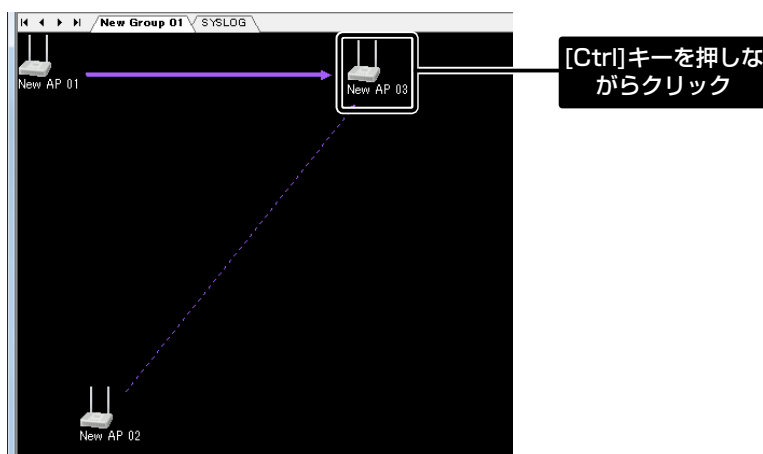 New Group 01 SYSLOG
New AP 01
New AP 03
[Ctrl]キーを押しな
がらクリック
New AP 02